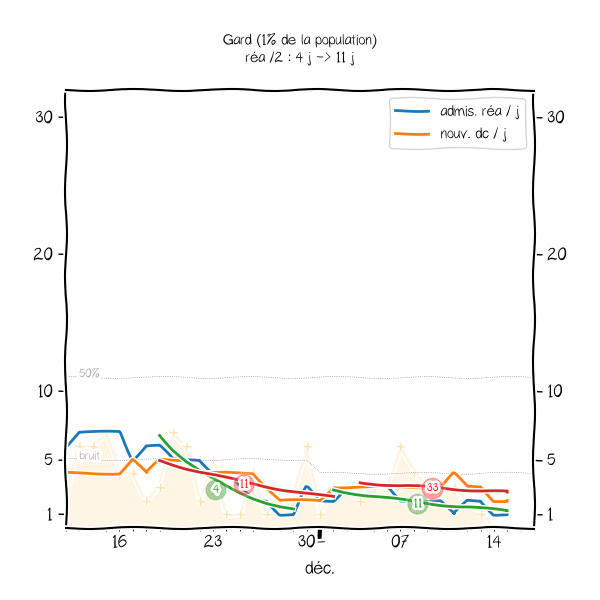 Gard (1% de la population)
réa /2 : 4 j -> 11 j
admis. réa / j
nouv. dc / j
30 30
20 20
50%
10 10
bruit
5 5
4 11 33 11
1 1
16 23 30 07 14
déc.